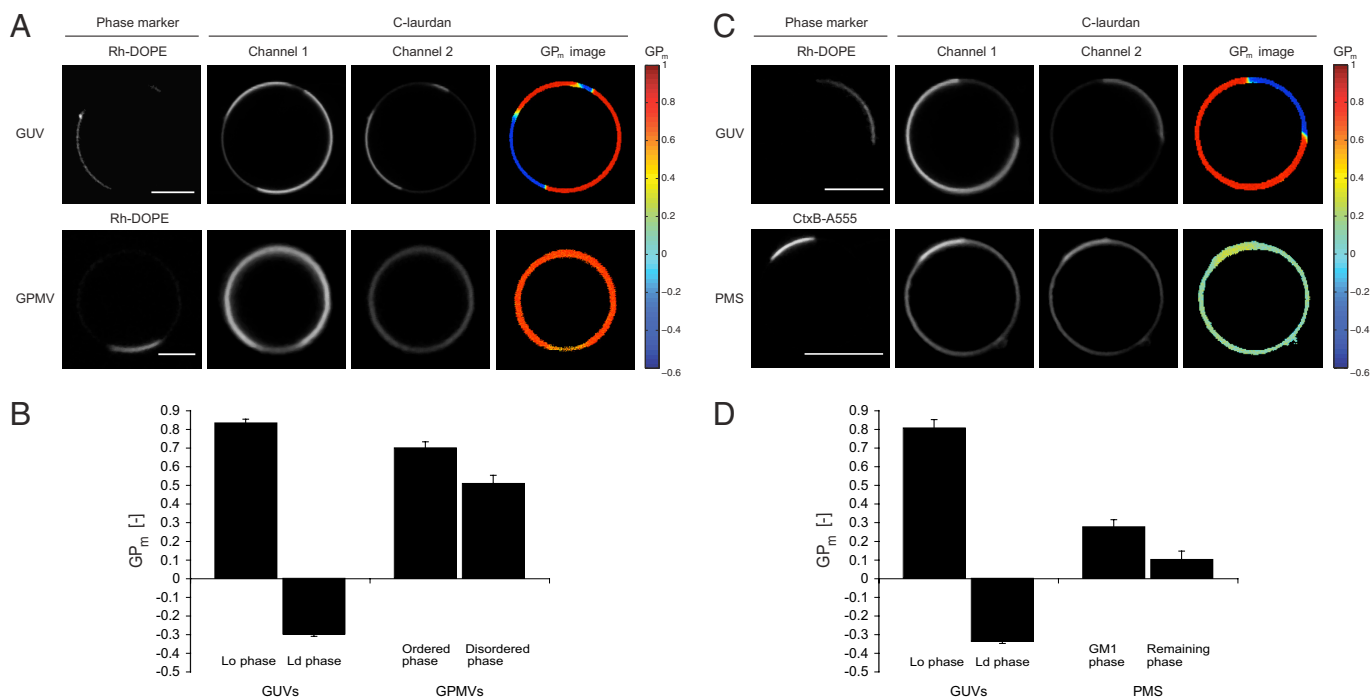 A
Phase marker
C-laurdan
Rh-DOPE
Channel 1
Channel 2
GPm image
GPm
GUV
1
0.8
0.6
0.4
0.2
0
−0.2
−0.4
−0.6
Rh-DOPE
GPMV
C
Phase marker
C-laurdan
Rh-DOPE
Channel 1
Channel 2
GPm image
GPm
GUV
1
0.8
0.6
0.4
0.2
0
−0.2
−0.4
−0.6
CtxB-A555
PMS
B
GPm [-]
0.9
0.8
0.7
0.6
0.5
0.4
0.3
0.2
0.1
0
-0.1
-0.2
-0.3
-0.4
-0.5
Lo phase
Ld phase
Ordered phase
Disordered phase
GUVs
GPMVs
D
GPm [-]
0.9
0.8
0.7
0.6
0.5
0.4
0.3
0.2
0.1
0
-0.1
-0.2
-0.3
-0.4
-0.5
Lo phase
Ld phase
GM1 phase
Remaining phase
GUVs
PMS